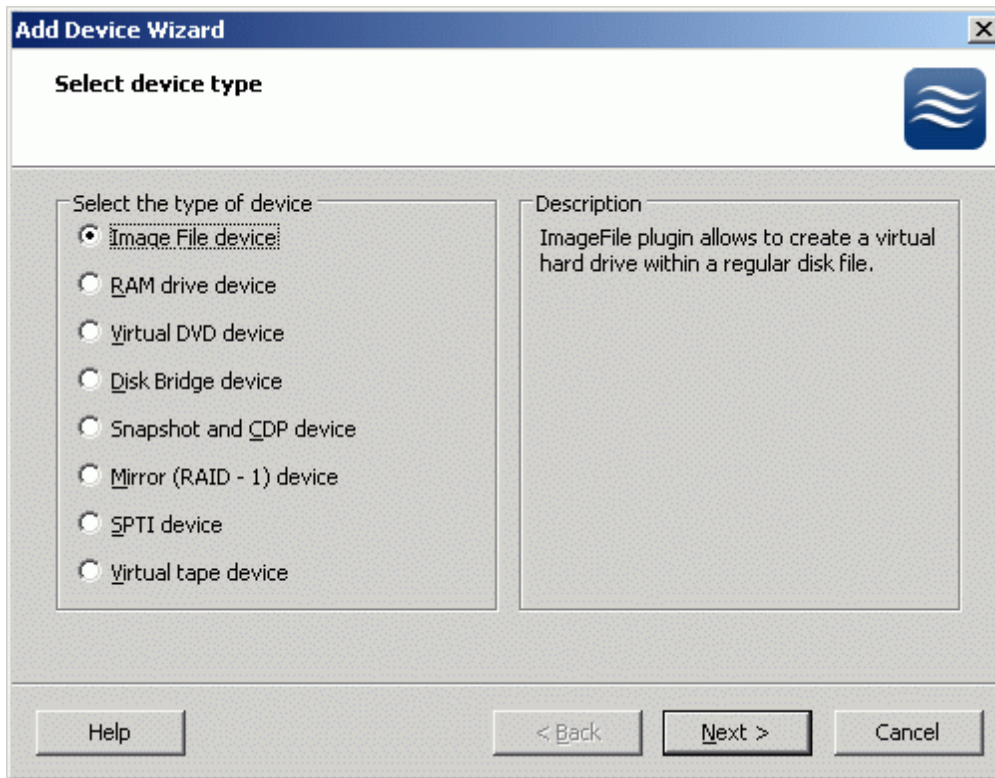 Add Device Wizard
Select device type
Select the type of device
Image File device
RAM drive device
Virtual DVD device
Disk Bridge device
Snapshot and CDP device
Mirror (RAID - 1) device
SPTI device
Virtual tape device
Description
ImageFile plugin allows to create a virtual
hard drive within a regular disk file.
Help
< Back
Next >
Cancel